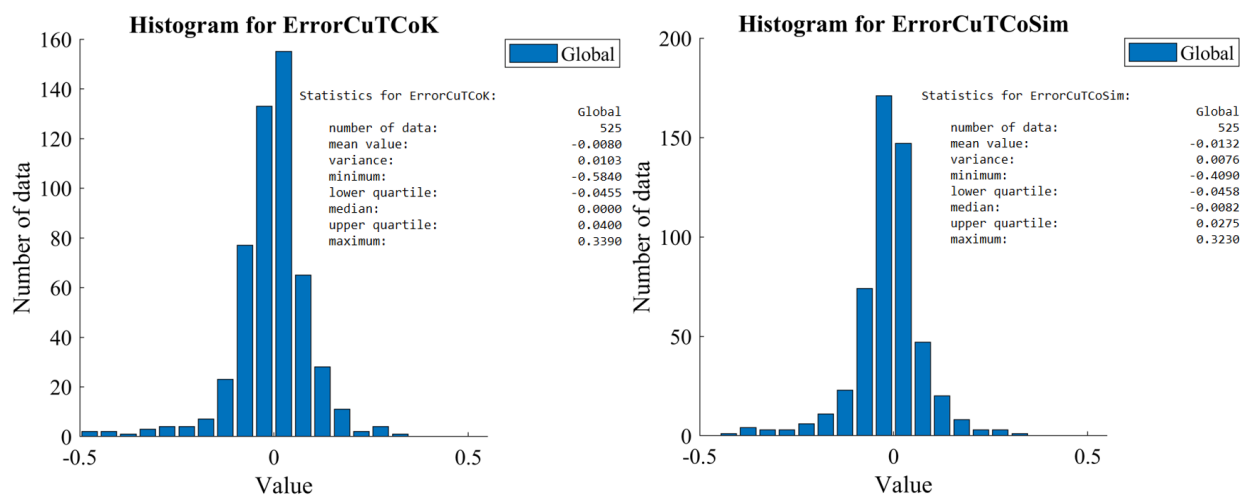 Histogram for ErrorCuTCoK
Global
160
140
120
100
80
60
40
20
0
Number of data
-0.5
0
0.5
Value
Statistics for ErrorCuTCoK:
Global
number of data: 525
mean value: -0.0080
variance: 0.0103
minimum: -0.5840
lower quartile: -0.0455
median: 0.0000
upper quartile: 0.0400
maximum: 0.3390
Histogram for ErrorCuTCoSim
Global
200
150
100
50
0
Number of data
-0.5
0
0.5
Value
Statistics for ErrorCuTCoSim:
Global
number of data: 525
mean value: -0.0132
variance: 0.0076
minimum: -0.4090
lower quartile: -0.0458
median: -0.0082
upper quartile: 0.0275
maximum: 0.3230